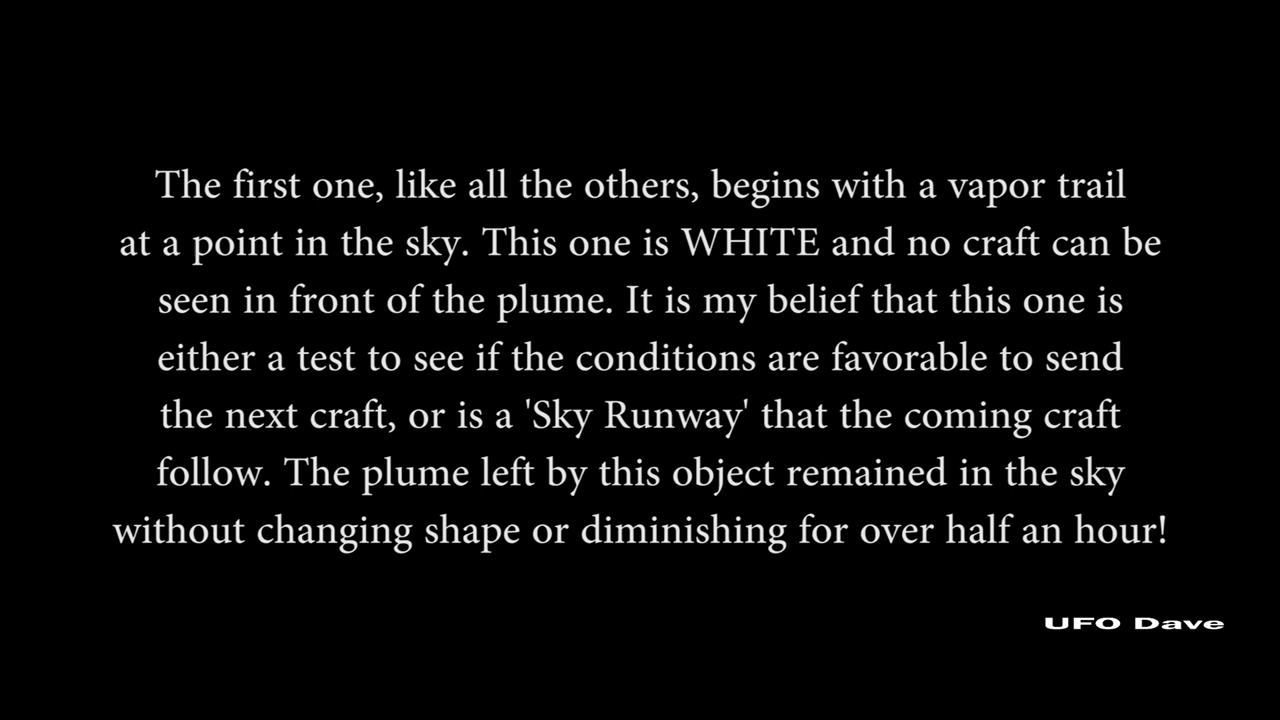 The first one, like all the others, begins with a vapor trail
at a point in the sky. This one is WHITE and no craft can be
seen in front of the plume. It is my belief that this one is
either a test to see if the conditions are favorable to send
the next craft, or is a 'Sky Runway' that the coming craft
follow. The plume left by this object remained in the sky
without changing shape or diminishing for over half an hour!
UFO Dave